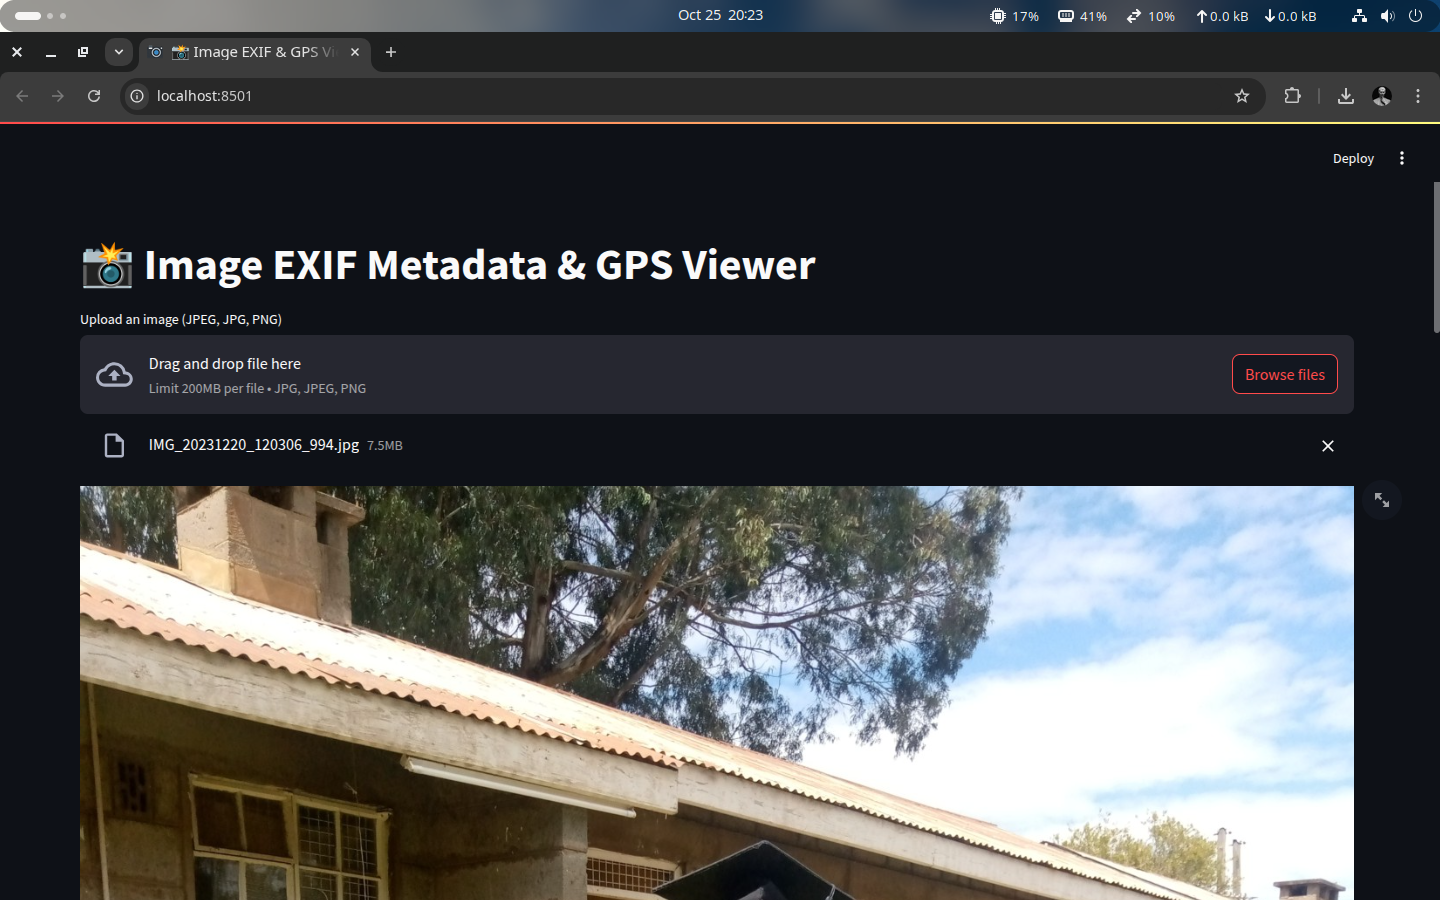 Oct 25 20:23
17% 41% 10% 0.0 kB 0.0 kB
📸 Image EXIF & GPS Vi
localhost:8501
Deploy
📸 Image EXIF Metadata & GPS Viewer
Upload an image (JPEG, JPG, PNG)
Drag and drop file here
Limit 200MB per file • JPG, JPEG, PNG
Browse files
IMG_20231220_120306_994.jpg 7.5MB